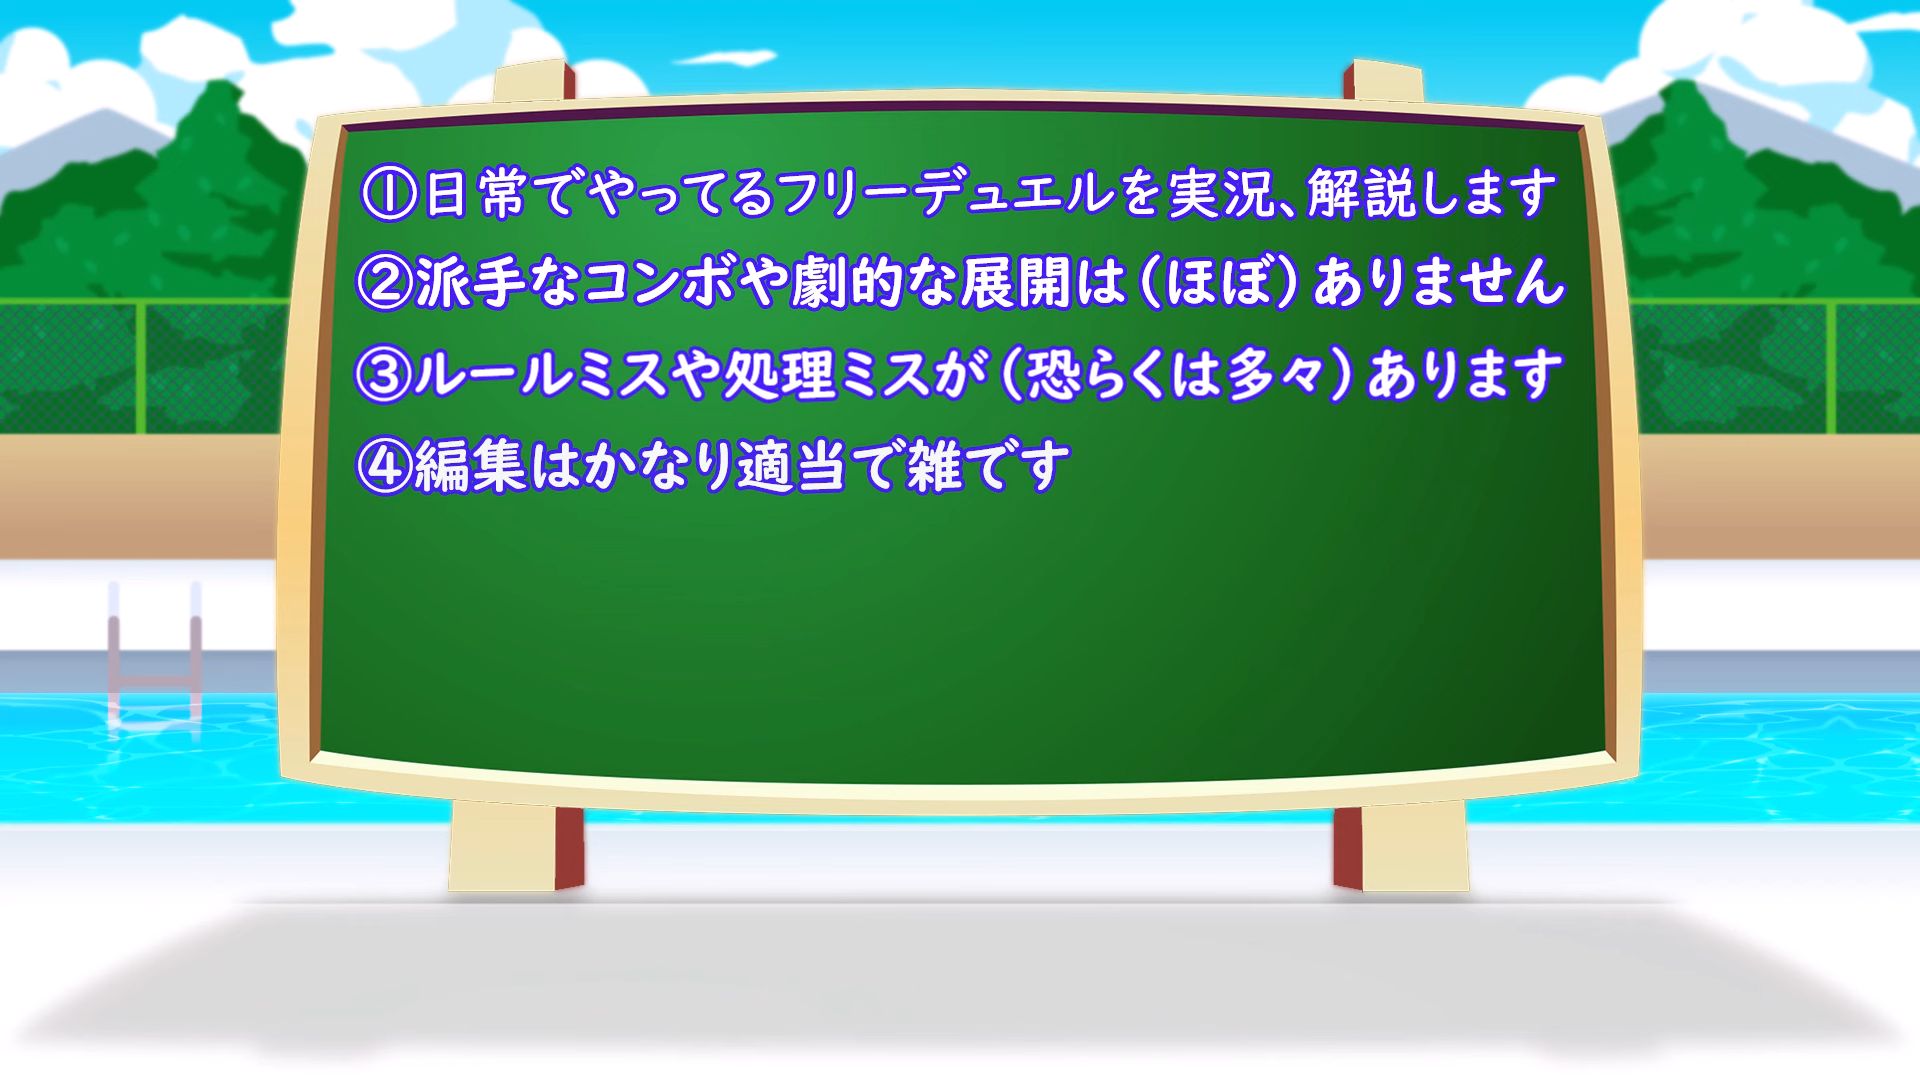 ①日常でやってるフリーデュエルを実況、解説します
②派手なコンボや劇的な展開は（ほぼ）ありません
③ルールミスや処理ミスが（恐らくは多々）あります
④編集はかなり適当で雑です